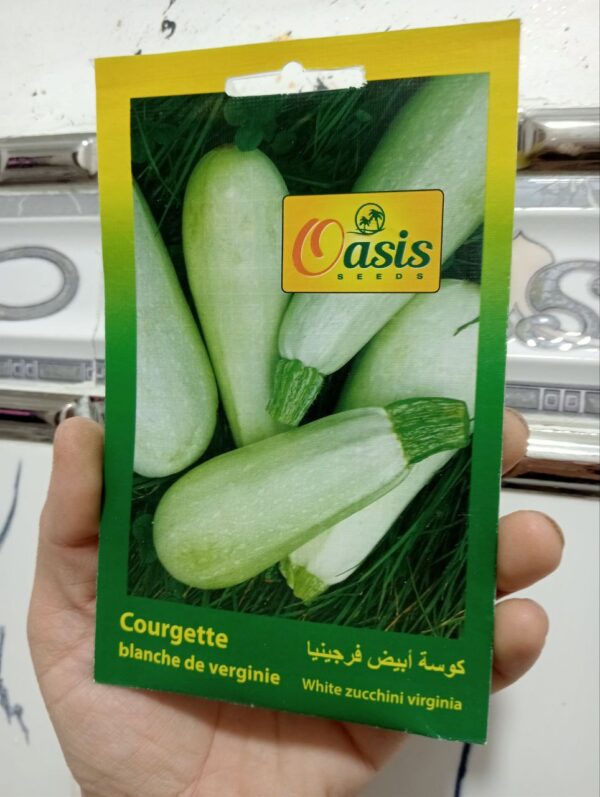 Oasis
SEEDS
Courgette
blanche de verginie
كوسة أبيض فرجينيا
White zucchini virginia